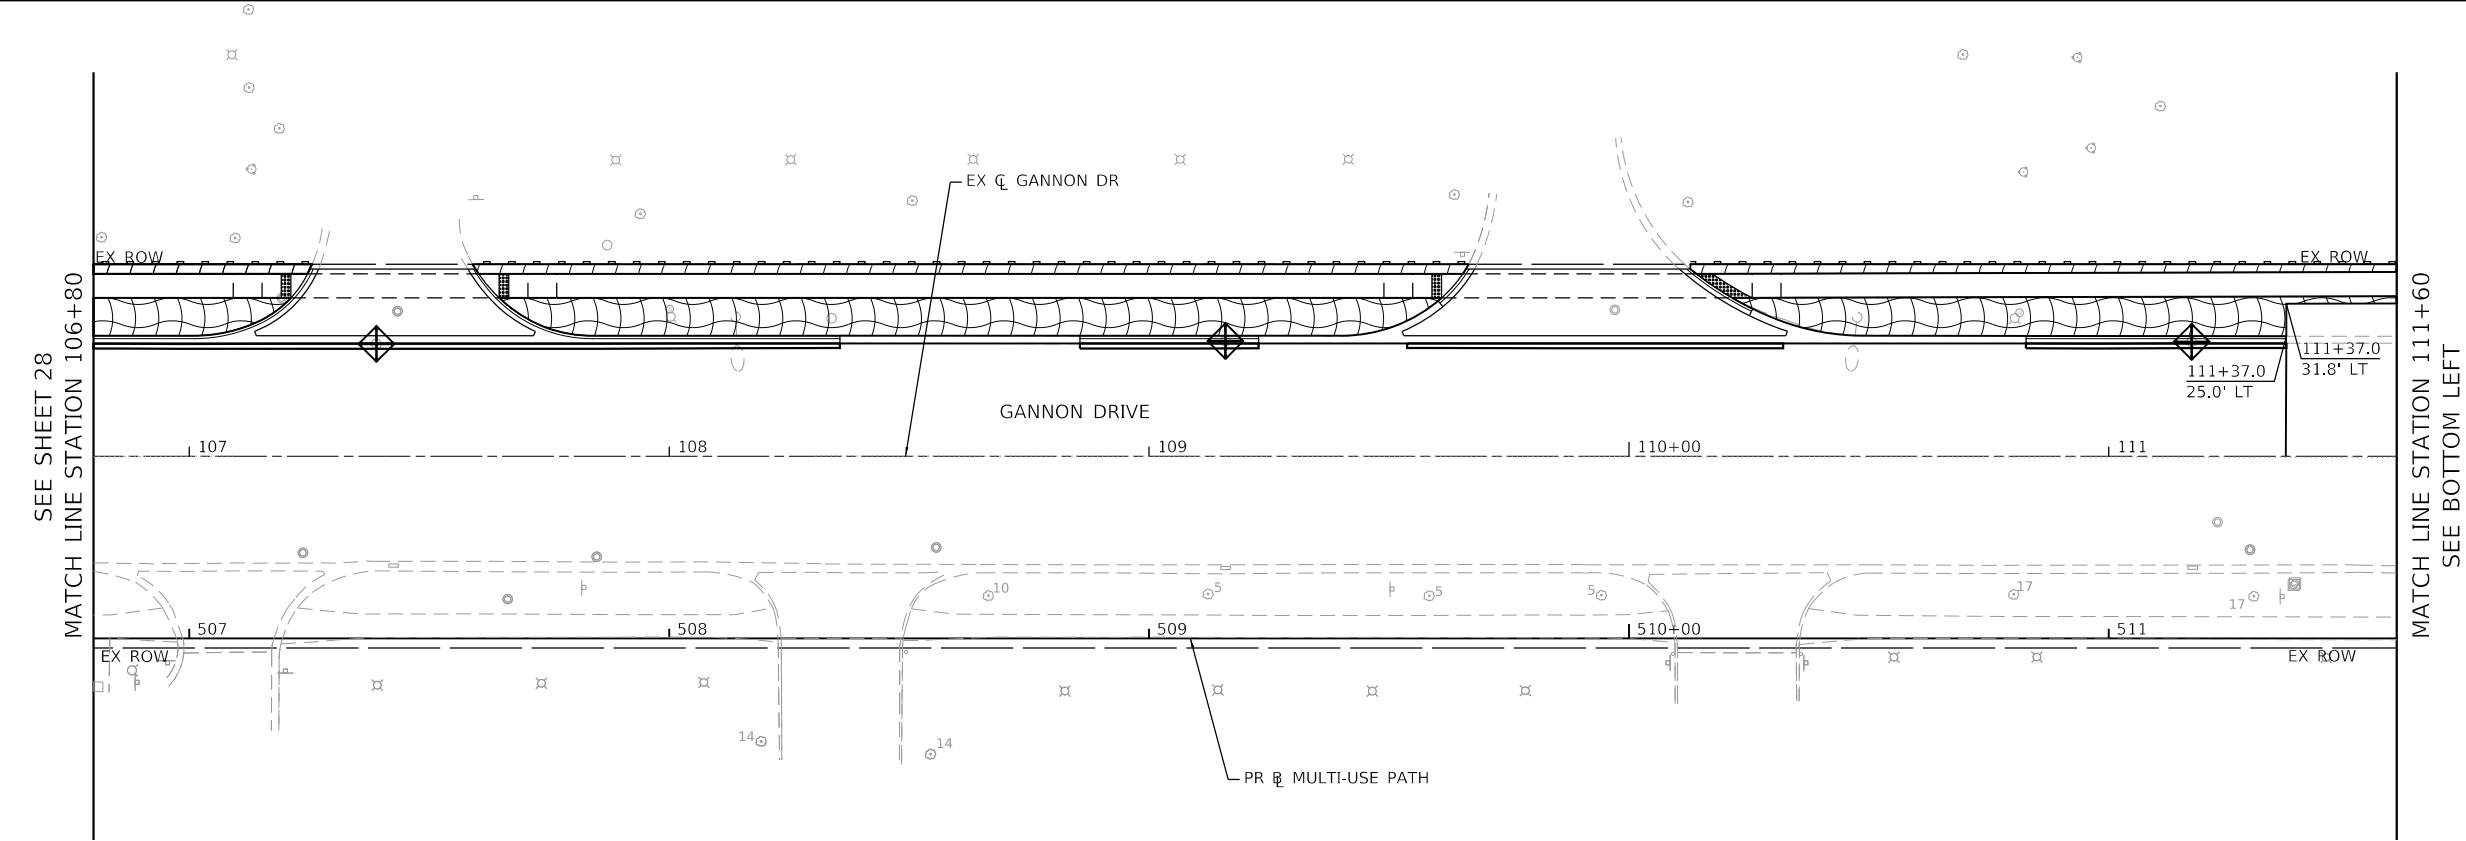 EX ℄ GANNON DR
EX ROW
EX ROW
SEE SHEET 28
MATCH LINE STATION 106+80
MATCH LINE STATION 111+60
SEE BOTTOM LEFT
111+37.0
31.8' LT
111+37.0
25.0' LT
GANNON DRIVE
107
108
109
110+00
111
10
5
5
5
17
17
507
508
509
510+00
511
EX ROW
EX ROW
14
14
PR BL MULTI-USE PATH